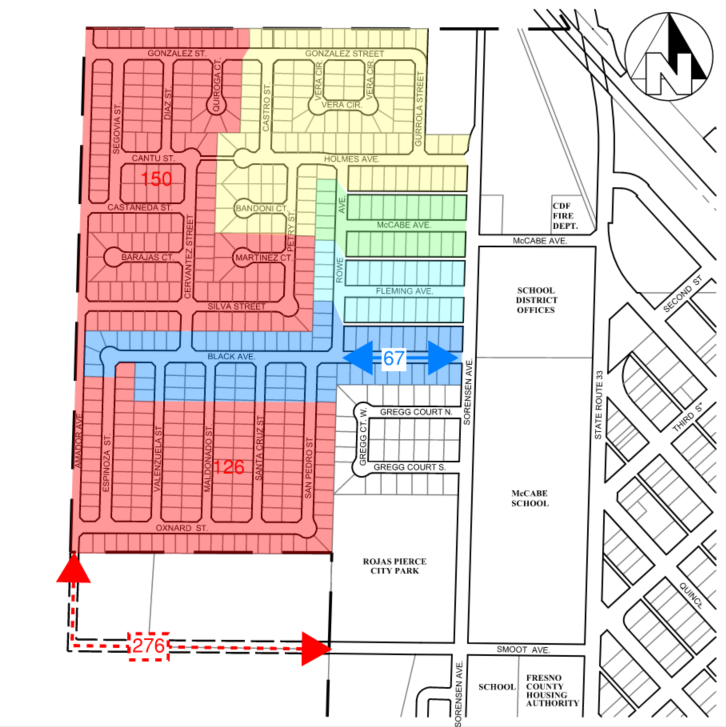 GONZALEZ ST.
GONZALEZ STREET
N
SEGOVIA ST.
DIAZ ST.
QUIROGA CT.
CASTRO ST.
VERA CIR.
VERA CIR.
VERA CIR.
GURROLA STREET
CANTU ST.
HOLMES AVE.
150
CASTANEDA ST.
BANDONI CT.
PETRY ST.
AVE.
McCABE AVE.
CDF
FIRE
DEPT.
McCABE AVE.
CERVANTEZ STREET
BARAJAS CT.
MARTINEZ CT.
ROWE
FLEMING AVE.
SCHOOL
DISTRICT
OFFICES
SECOND ST
SILVA STREET
BLACK AVE.
67
SORENSEN AVE.
STATE ROUTE 33
THIRD ST
AMADOR AVE.
ESPINOZA ST.
VALENZUELA ST
MALDONADO ST.
SANTA CRUZ ST
SAN PEDRO ST.
126
GREGG CT. W.
GREGG COURT N.
GREGG COURT S.
McCABE
SCHOOL
OXNARD ST.
ROJAS PIERCE
CITY PARK
QUINCE
276
SMOOT AVE.
SORENSEN AVE.
SCHOOL
FRESNO
COUNTY
HOUSING
AUTHORITY